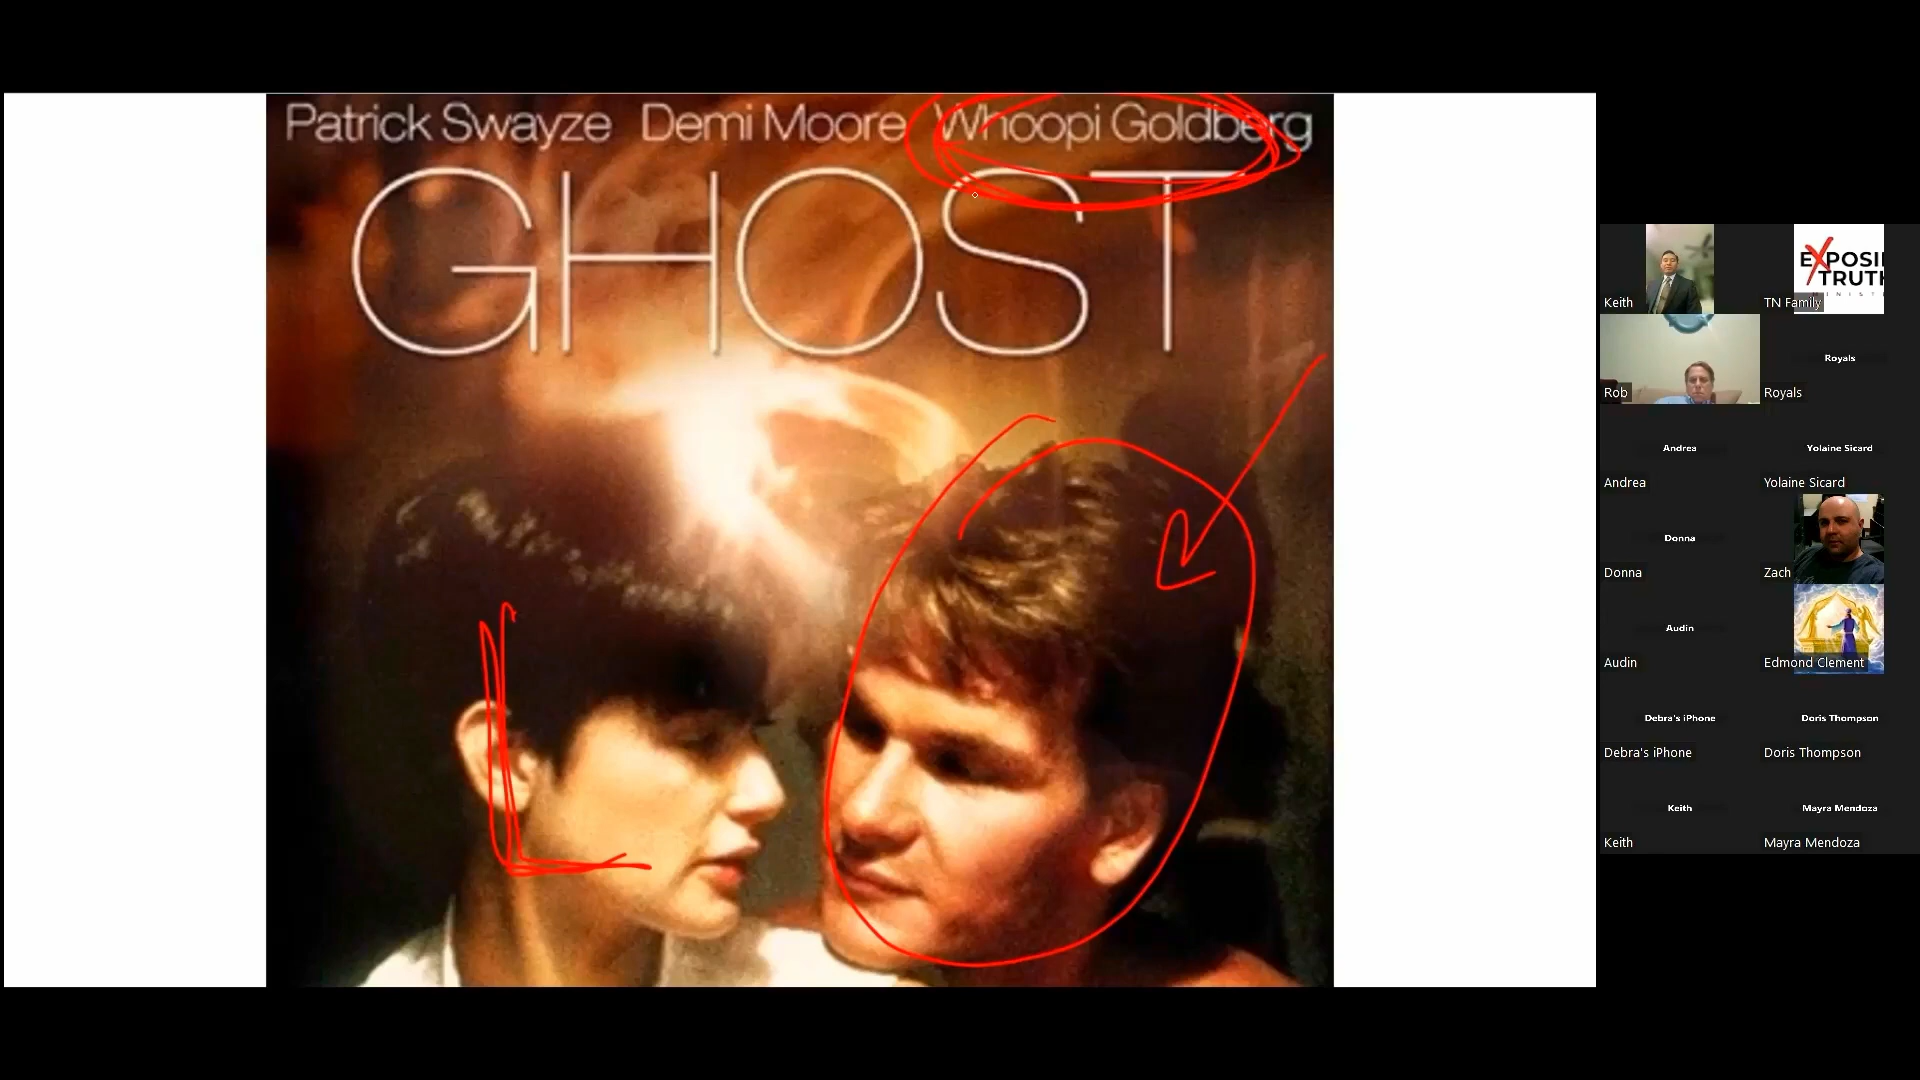 Patrick Swayze Demi Moore Whoopi Goldberg
GHOST
Keith
EXPOSI
TRUTH
TN Family
Rob
Royals
Royals
Andrea
Andrea
Yolaine Sicard
Yolaine Sicard
Donna
Donna
Zach
Audin
Audin
Edmond Clement
Debra's iPhone
Debra's iPhone
Doris Thompson
Doris Thompson
Keith
Keith
Mayra Mendoza
Mayra Mendoza